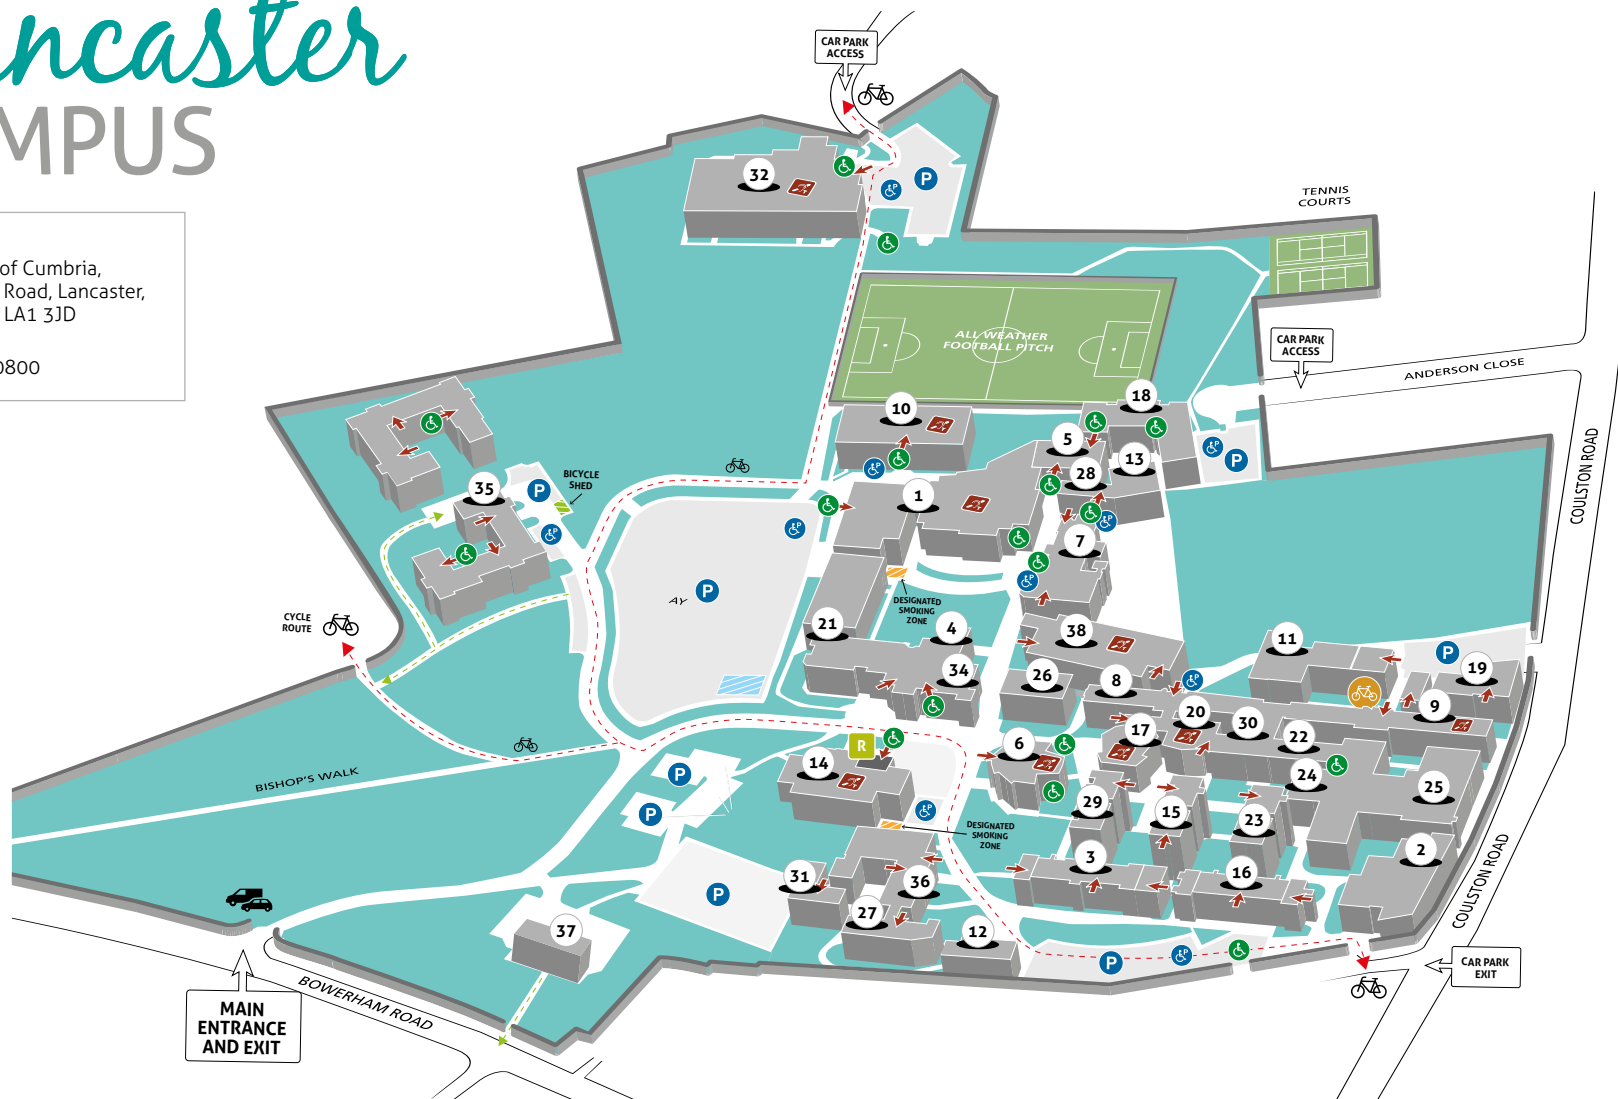 ncaster
MPUS
of Cumbria,
Road, Lancaster,
LA1 3JD
0800
CAR PARK
ACCESS
32
P
P
TENNIS
COURTS
ALL WEATHER
FOOTBALL PITCH
CAR PARK
ACCESS
ANDERSON CLOSE
COULSTON ROAD
10
18
5
13
28
P
P
P
35
P
BICYCLE
SHED
P
1
P
P
7
P
P
AY
DESIGNATED
SMOKING
ZONE
CYCLE
ROUTE
21
4
34
38
26
8
P
11
P
19
9
20
30
22
17
6
R
14
24
25
P
P
BISHOP'S WALK
P
DESIGNATED
SMOKING
ZONE
29
15
23
3
16
2
31
36
P
27
12
37
P
P
COULSTON ROAD
CAR PARK
EXIT
MAIN
ENTRANCE
AND EXIT
BOWERHAM ROAD